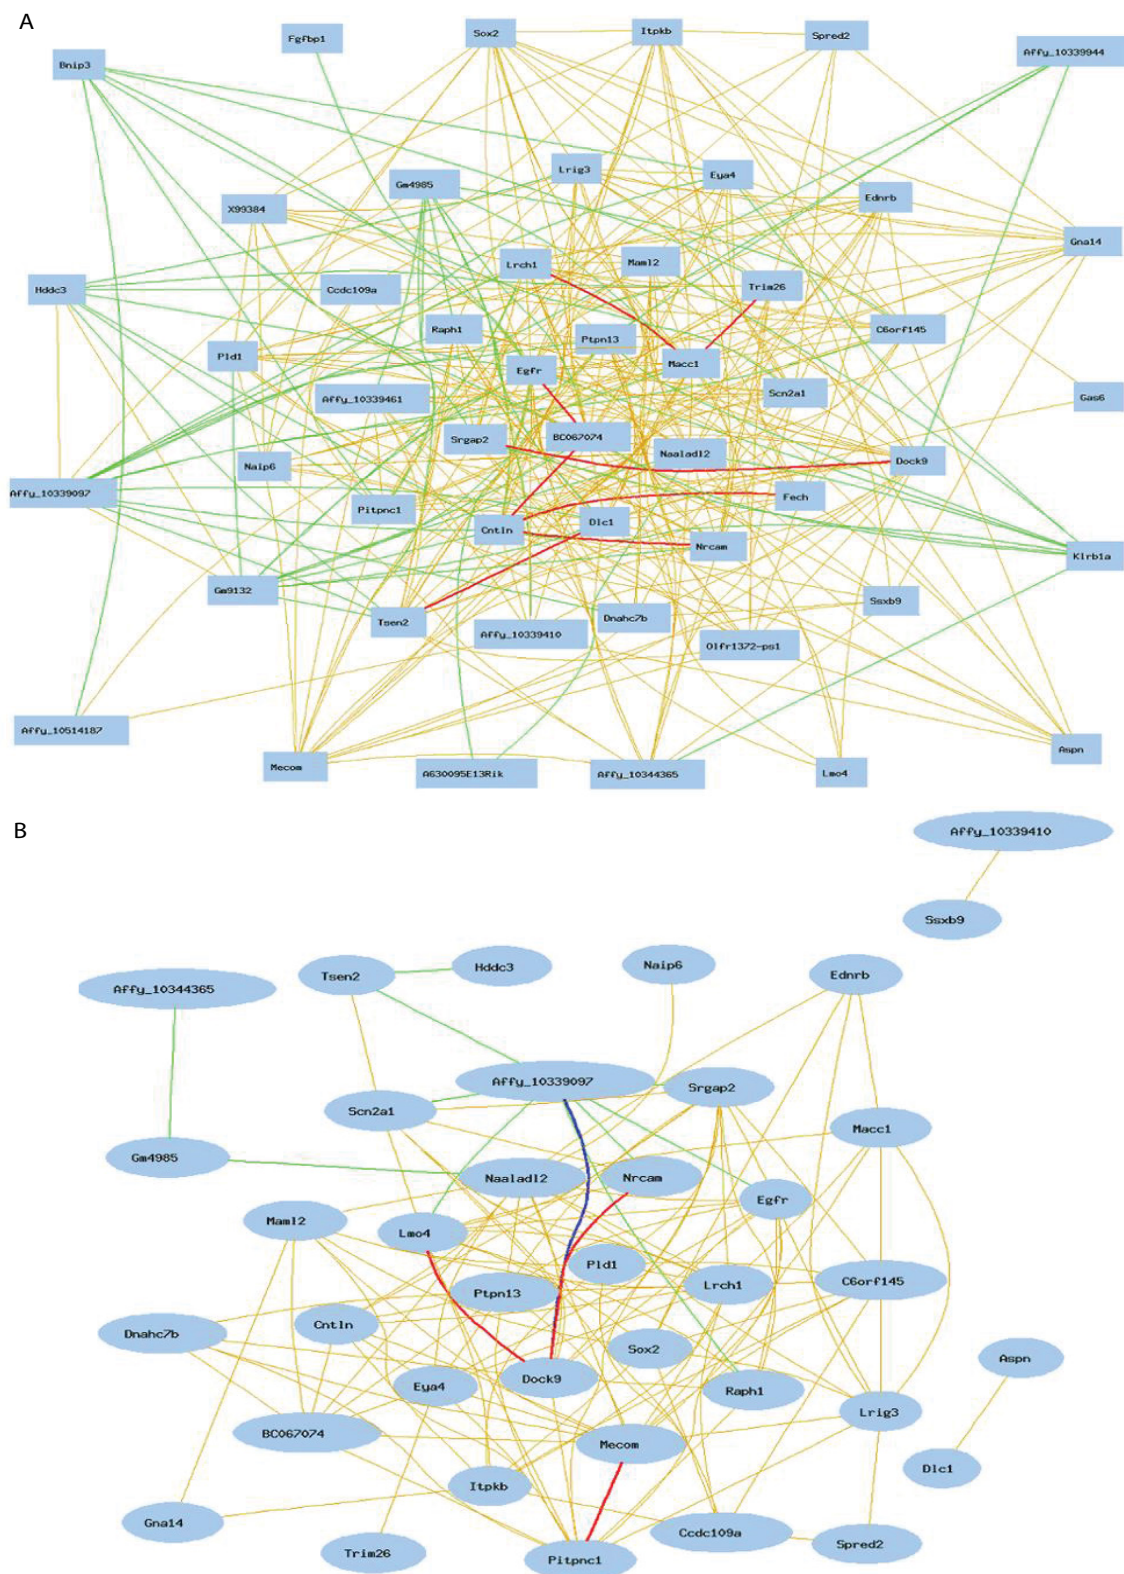 A
Fgfbp1
Sox2
Itpkb
Spred2
Affy_10339944
Bnip3
Lrig3
Eya4
Gm4985
Ednrb
X99384
Gna14
Lrch1
Maml2
Trim26
Hddc3
Ccdc109a
Raph1
Ptpn13
C6orf145
Pld1
Egfr
Macc1
Scn2a1
Gas6
Affy_10339461
Srgap2
BC067074
Naaladl2
Dock9
Naip6
Affy_10339097
Pitpnc1
Fech
Cntln
Dlc1
Nrcam
Klrb1a
Gm9132
Ssxb9
Tsen2
Affy_10339410
Dnahc7b
Olfr1372-ps1
Affy_10514187
Mecom
A630095E13Rik
Affy_10344365
Lmo4
Aspn
B
Affy_10339410
Ssxb9
Tsen2
Hddc3
Naip6
Ednrb
Affy_10344365
Affy_10339097
Srgap2
Scn2a1
Macc1
Gm4985
Naaladl2
Nrcam
Egfr
Maml2
Lmo4
Pld1
Ptpn13
Lrch1
C6orf145
Dnahc7b
Cntln
Sox2
Aspn
Eya4
Dock9
Raph1
Lrig3
BC067074
Mecom
Dlc1
Itpkb
Gna14
Ccdc109a
Spred2
Trim26
Pitpnc1